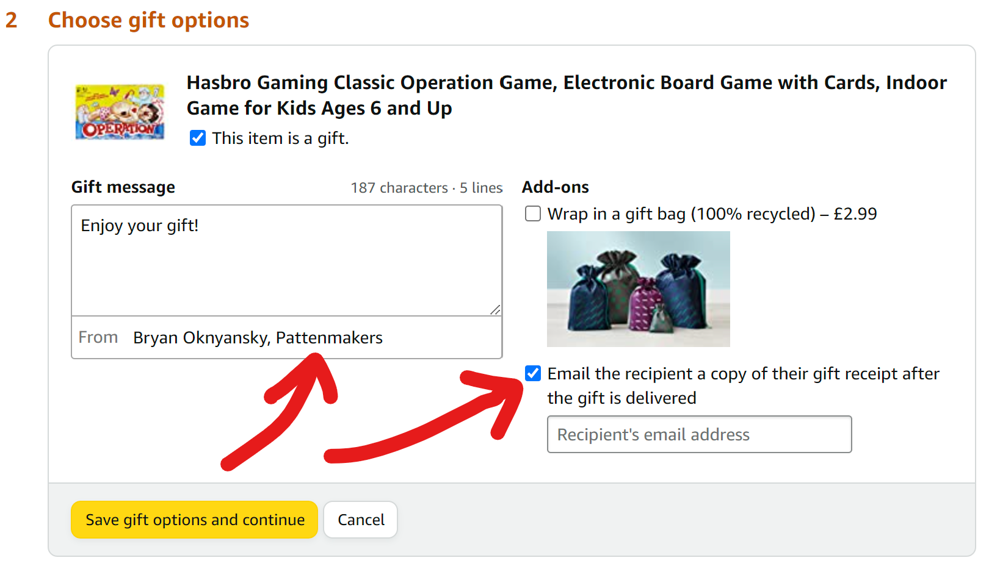 2 Choose gift options
Hasbro Gaming Classic Operation Game, Electronic Board Game with Cards, Indoor
Game for Kids Ages 6 and Up
OPERATION
This item is a gift.
Gift message
187 characters · 5 lines
Enjoy your gift!
From Bryan Oknyansky, Pattenmakers
Add-ons
Wrap in a gift bag (100% recycled) – £2.99
Email the recipient a copy of their gift receipt after
the gift is delivered
Recipient's email address
Save gift options and continue
Cancel